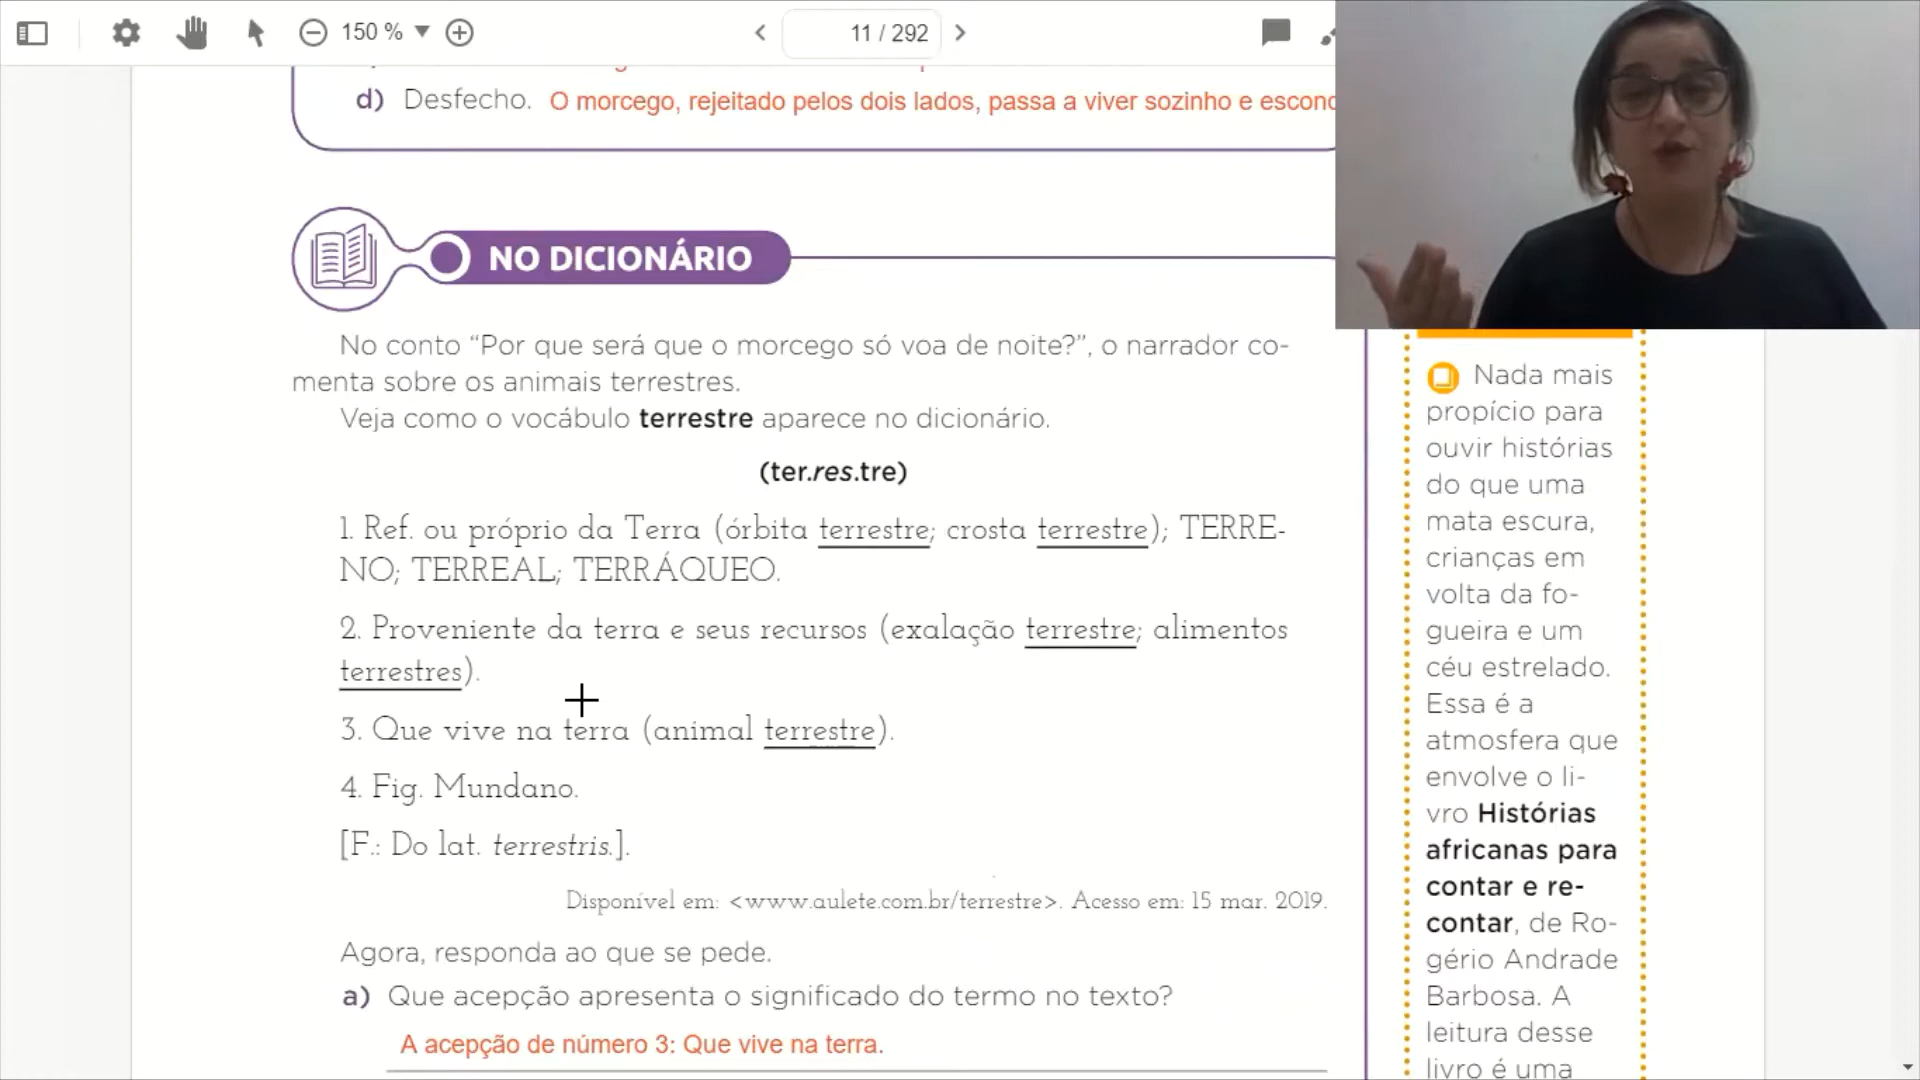 150 %
11 / 292
d) Desfecho. O morcego, rejeitado pelos dois lados, passa a viver sozinho e
NO DICIONÁRIO
No conto “Por que será que o morcego só voa de noite?”, o narrador co-
menta sobre os animais terrestres.
Veja como o vocábulo terrestre aparece no dicionário.
(ter.res.tre)
1. Ref. ou próprio da Terra (órbita terrestre; crosta terrestre); TERRE-
NO; TERREAL; TERRÁQUEO.
2. Proveniente da terra e seus recursos (exalação terrestre; alimentos
terrestres).
3. Que vive na terra (animal terrestre).
4. Fig. Mundano.
[F.: Do lat. terrestris.].
Disponível em: <www.aulete.com.br/terrestre>. Acesso em: 15 mar. 2019.
Agora, responda ao que se pede.
a) Que acepção apresenta o significado do termo no texto?
A acepção de número 3: Que vive na terra.
Nada mais
propício para
ouvir histórias
do que uma
mata escura,
crianças em
volta da fo-
gueira e um
céu estrelado.
Essa é a
atmosfera que
envolve o li-
vro Histórias
africanas para
contar e re-
contar, de Ro-
gério Andrade
Barbosa. A
leitura desse
livro é uma